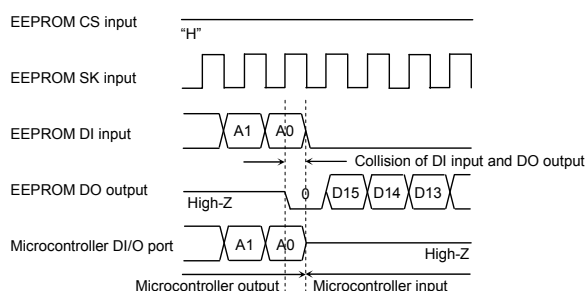 EEPROM CS input
“H”
EEPROM SK input
EEPROM DI input
A1 A0
Collision of DI input and DO output
EEPROM DO output
High-Z
0 D15 D14 D13
Microcontroller DI/O port
A1 A0
High-Z
Microcontroller output Microcontroller input